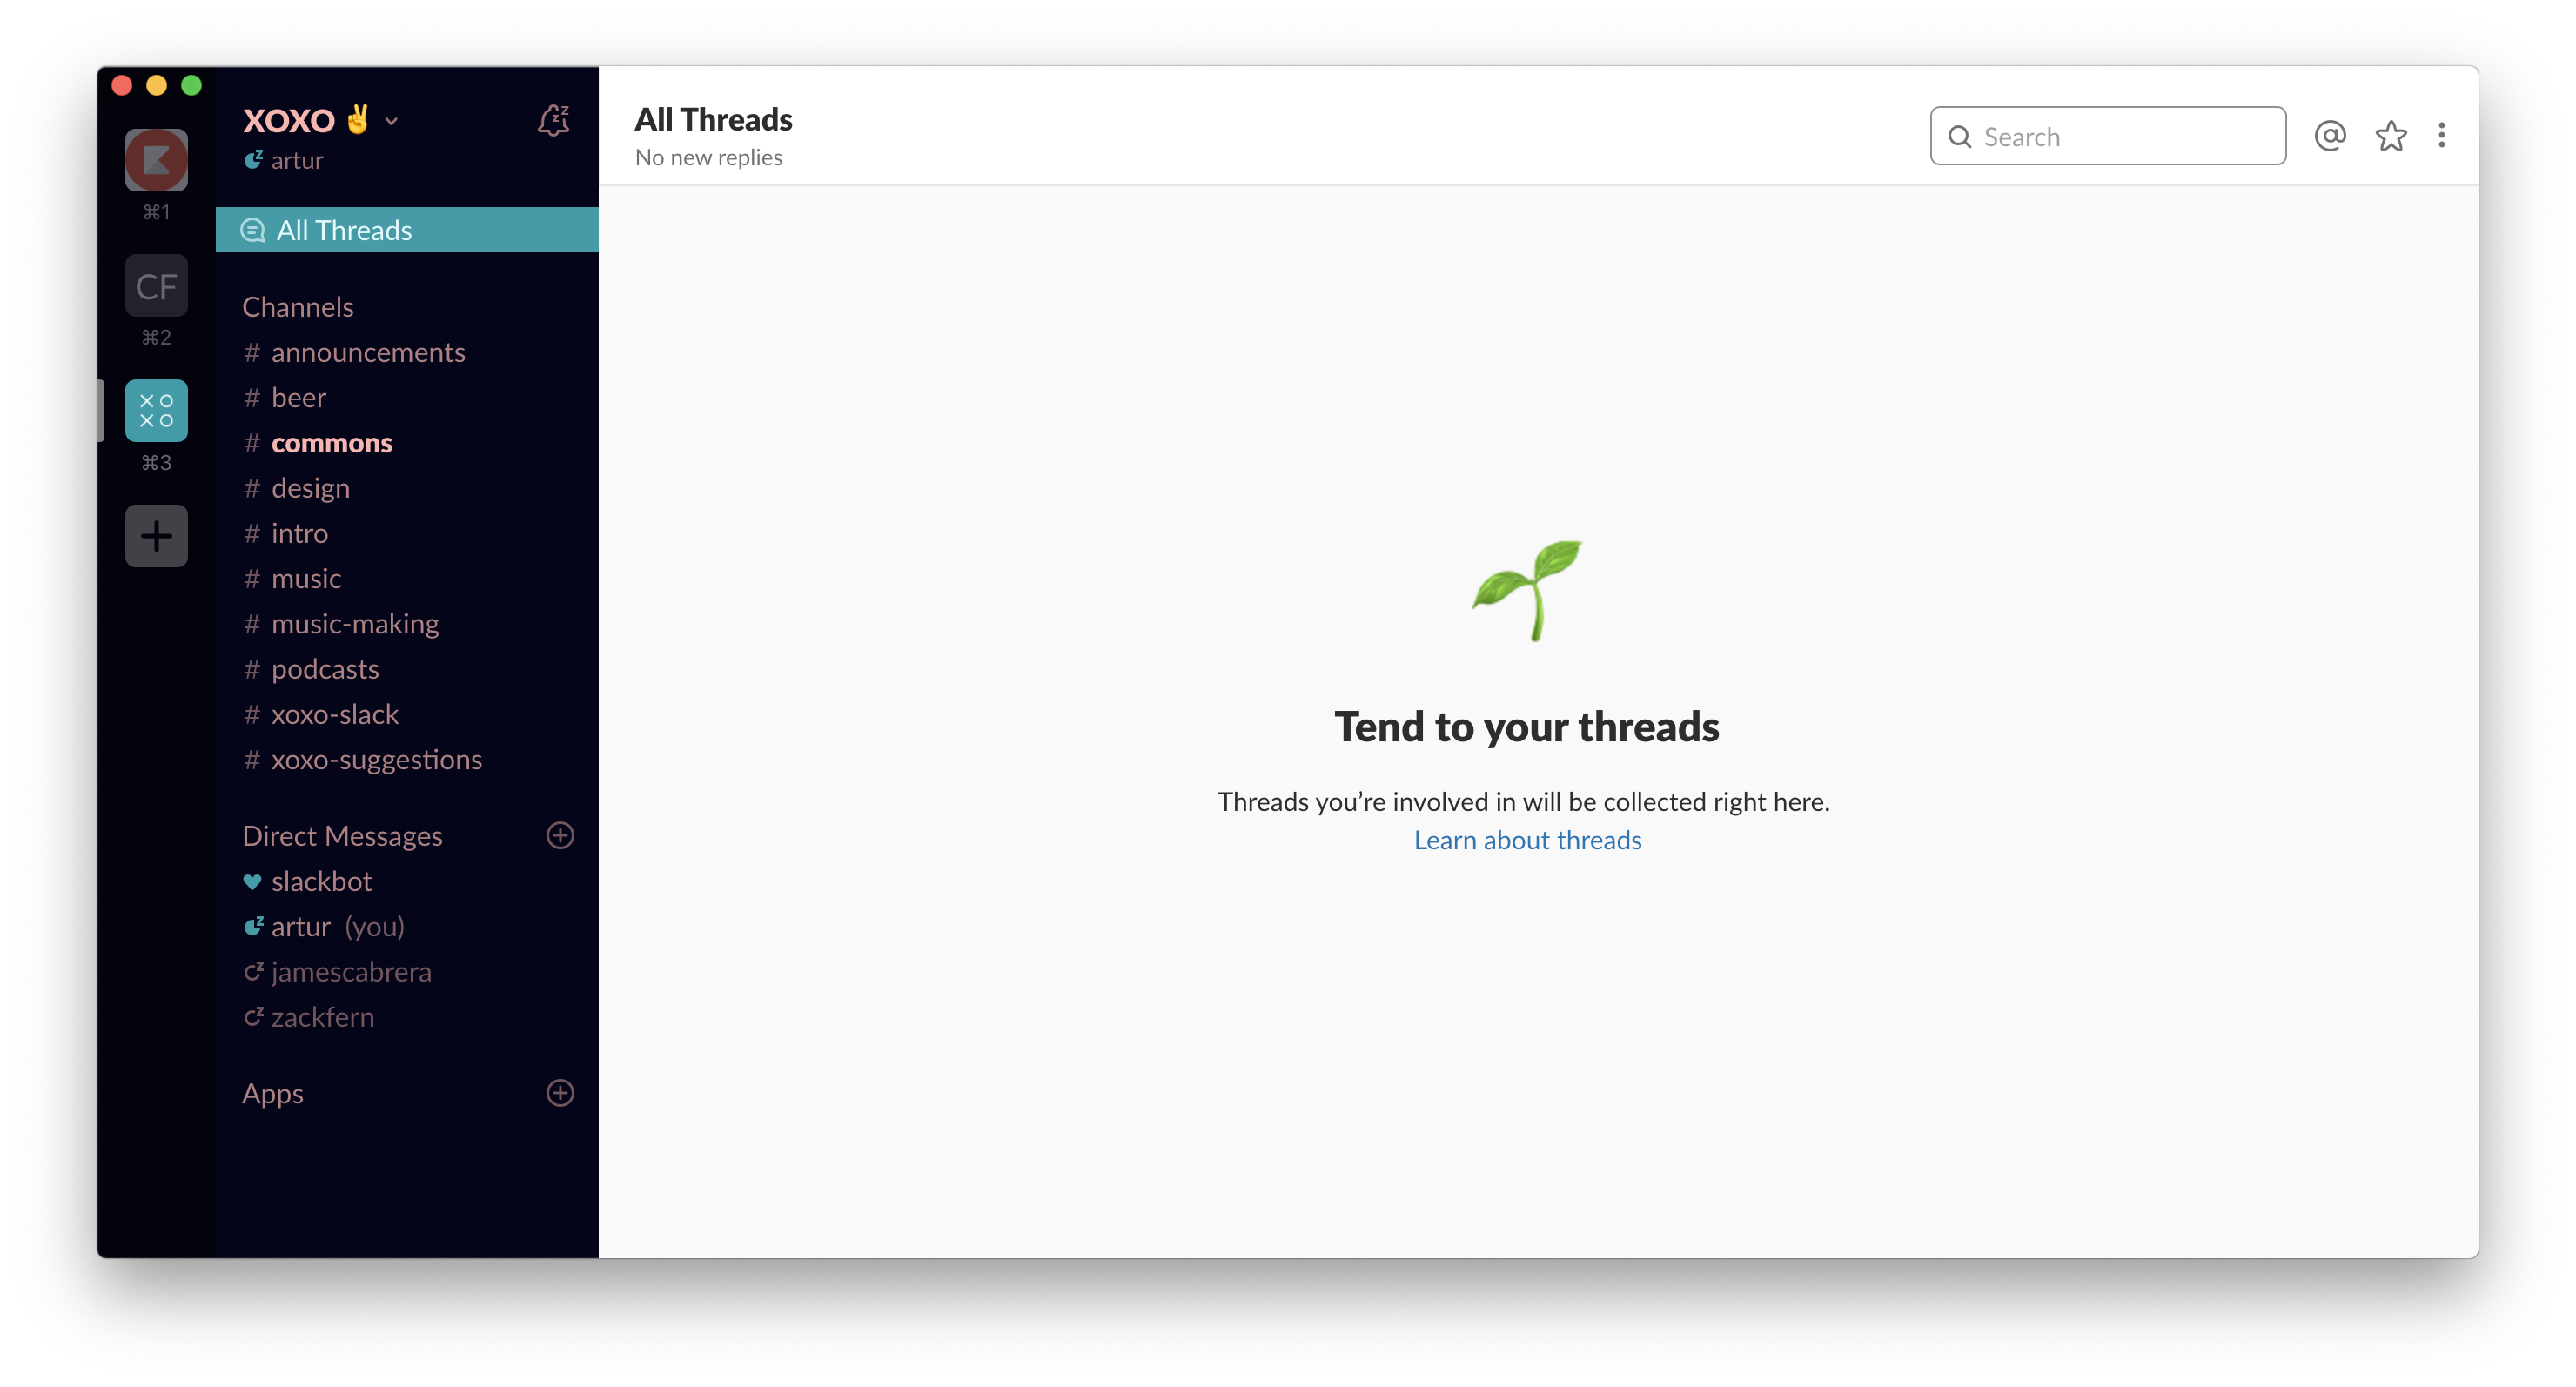 ⌘1
CF
⌘2
XO
XO
⌘3
XOXO ✌️
artur
All Threads
Channels
# announcements
# beer
# commons
# design
# intro
# music
# music-making
# podcasts
# xoxo-slack
# xoxo-suggestions
Direct Messages
slackbot
artur (you)
jamescabrera
zackfern
Apps
All Threads
No new replies
Search
Tend to your threads
Threads you’re involved in will be collected right here.
Learn about threads